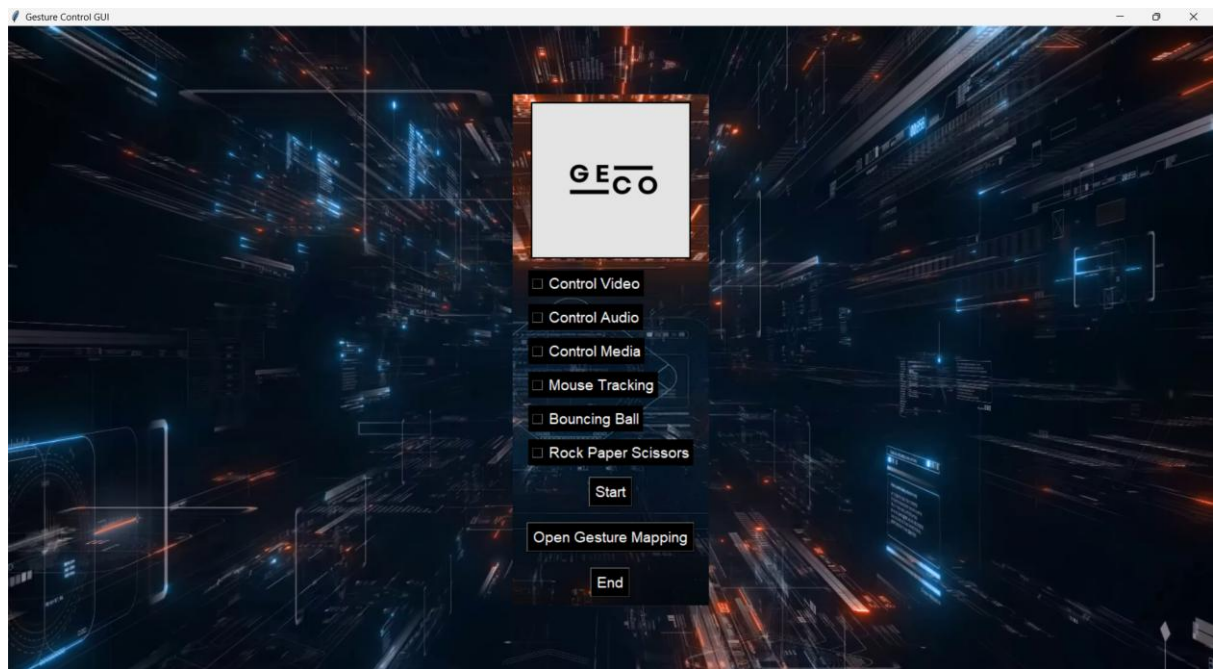 Gesture Control GUI
GECO
Control Video
Control Audio
Control Media
Mouse Tracking
Bouncing Ball
Rock Paper Scissors
Start
Open Gesture Mapping
End